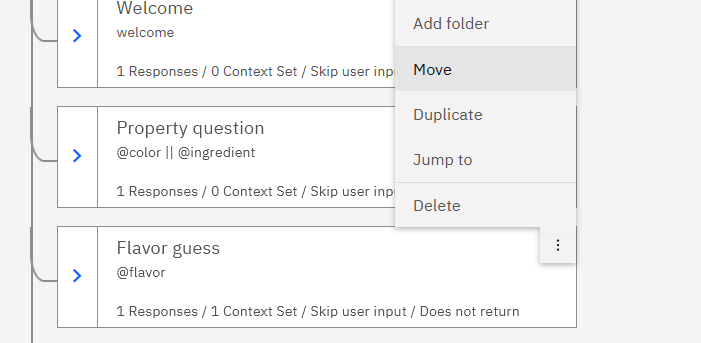 Welcome
welcome
1 Responses / 0 Context Set / Skip user inpu
Property question
@color || @ingredient
1 Responses / 0 Context Set / Skip user inpu
Flavor guess
@flavor
1 Responses / 1 Context Set / Skip user input / Does not return
Add folder
Move
Duplicate
Jump to
Delete